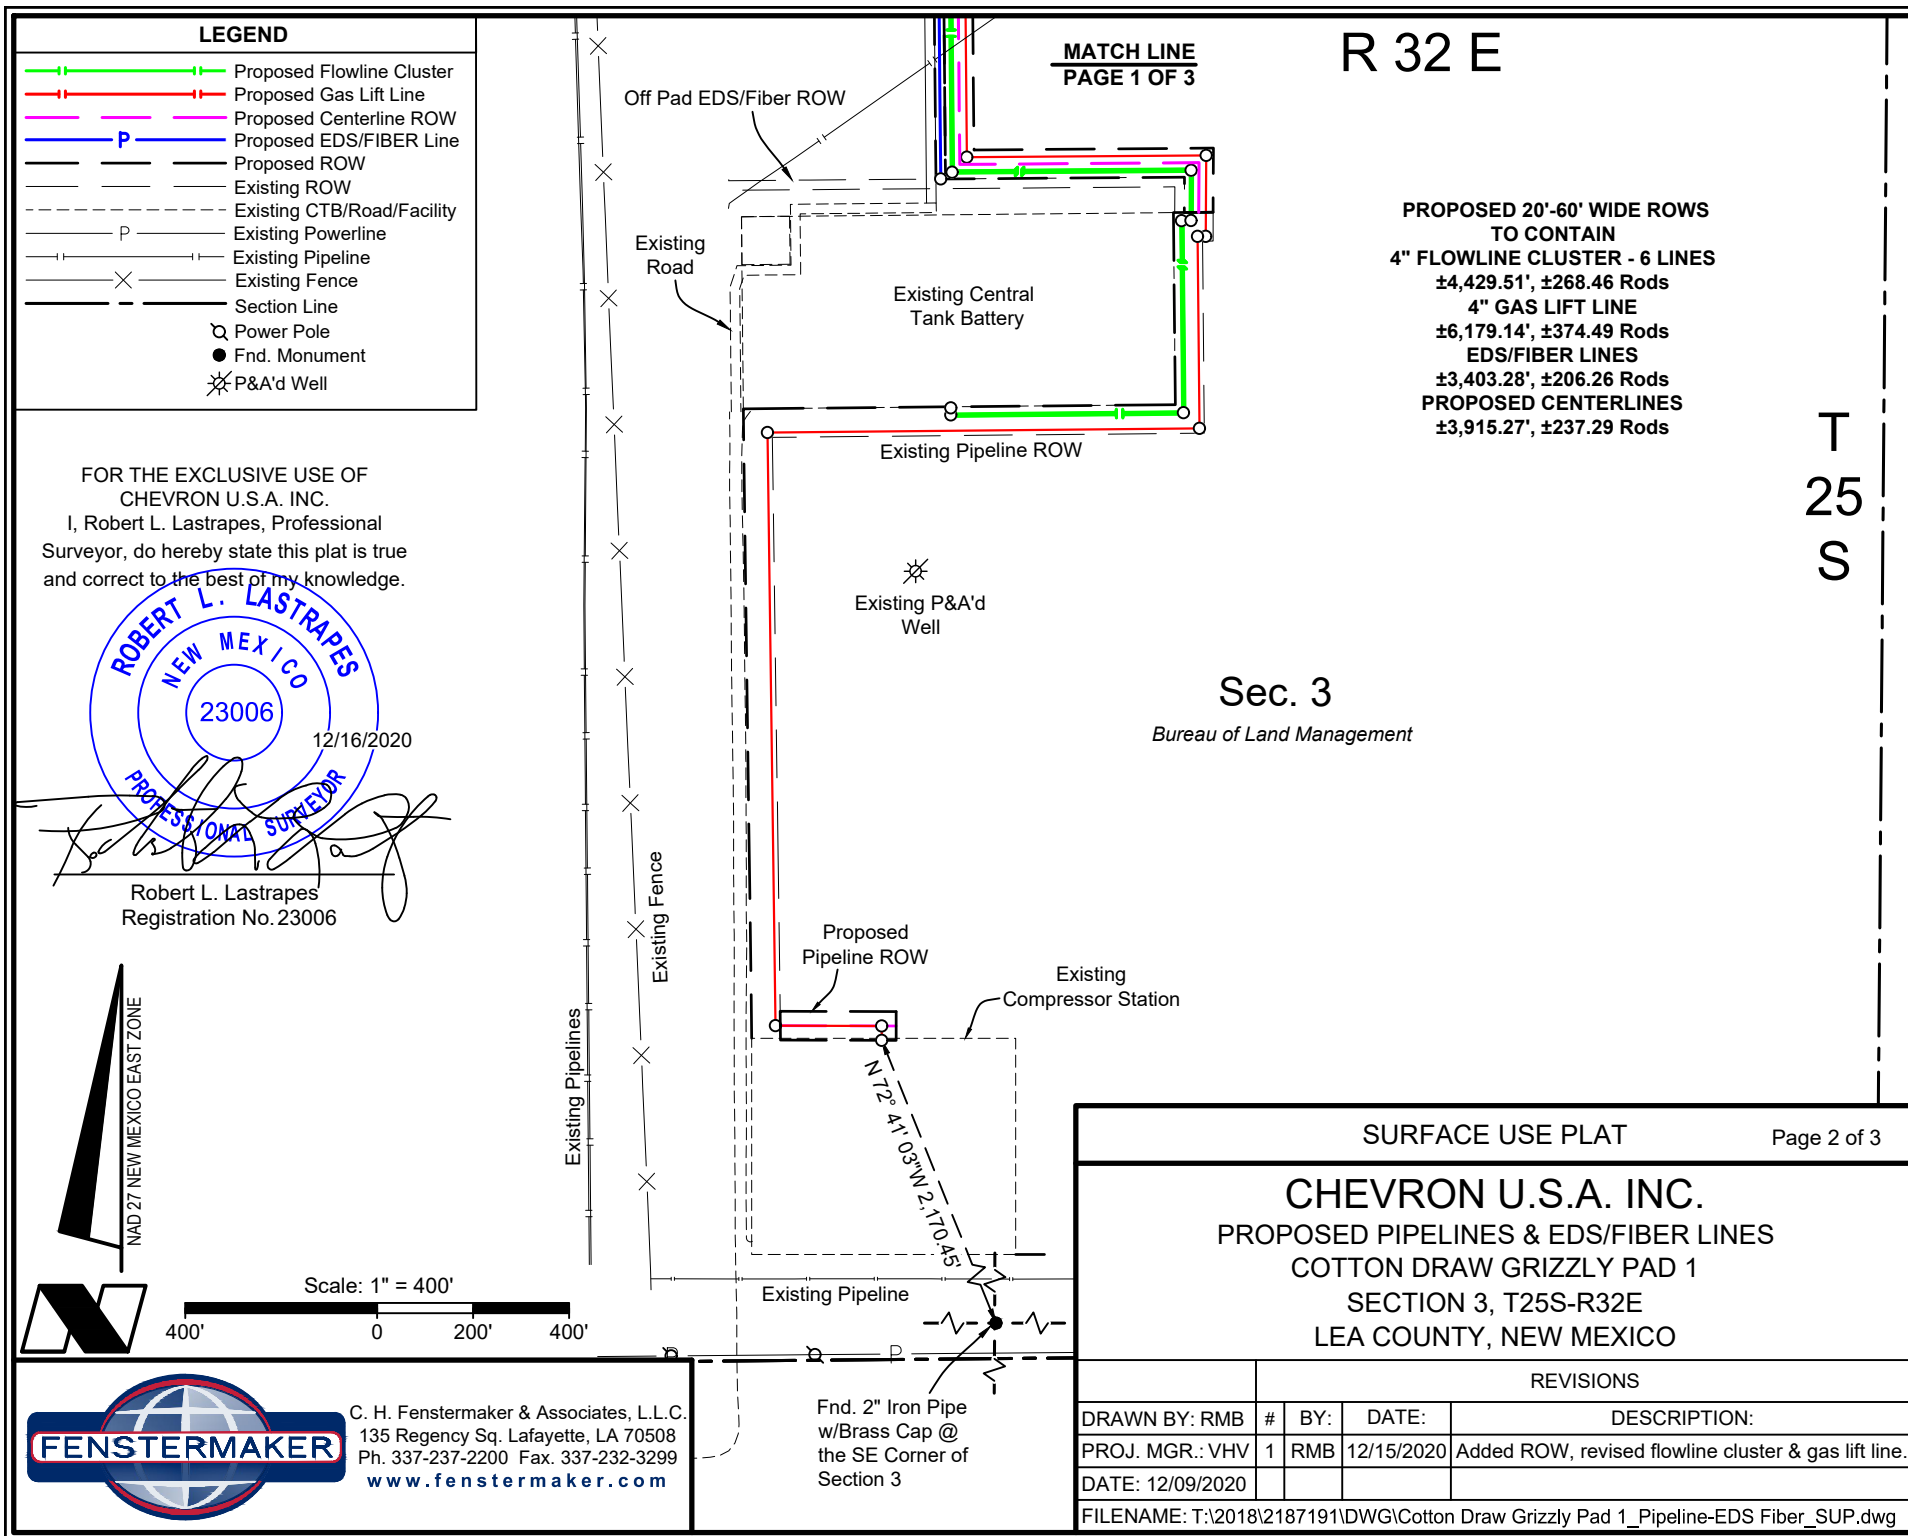 LEGEND
Proposed Flowline Cluster
Proposed Gas Lift Line
Proposed Centerline ROW
P
Proposed EDS/FIBER Line
Proposed ROW
Existing ROW
Existing CTB/Road/Facility
P
Existing Powerline
Existing Pipeline
Existing Fence
Section Line
Power Pole
Fnd. Monument
P&A'd Well
MATCH LINE
PAGE 1 OF 3
R 32 E
Off Pad EDS/Fiber ROW
Existing
Road
Existing Central
Tank Battery
Existing Pipeline ROW
PROPOSED 20'-60' WIDE ROWS
TO CONTAIN
4" FLOWLINE CLUSTER - 6 LINES
±4,429.51', ±268.46 Rods
4" GAS LIFT LINE
±6,179.14', ±374.49 Rods
EDS/FIBER LINES
±3,403.28', ±206.26 Rods
PROPOSED CENTERLINES
±3,915.27', ±237.29 Rods
T
25
S
FOR THE EXCLUSIVE USE OF
CHEVRON U.S.A. INC.
I, Robert L. Lastrapes, Professional
Surveyor, do hereby state this plat is true
and correct to the best of my knowledge.
ROBERT L. LASTRAPES
NEW MEXICO
23006
PROFESSIONAL SURVEYOR
12/16/2020
Robert L. Lastrapes
Registration No. 23006
Existing P&A'd
Well
Sec. 3
Bureau of Land Management
Existing Fence
Existing Pipelines
Proposed
Pipeline ROW
Existing
Compressor Station
N 72° 41' 03"W 2,170.45'
NAD 27 NEW MEXICO EAST ZONE
N
Scale: 1" = 400'
400' 0 200' 400'
Existing Pipeline
P
P
Fnd. 2" Iron Pipe
w/Brass Cap @
the SE Corner of
Section 3
FENSTERMAKER
C. H. Fenstermaker & Associates, L.L.C.
135 Regency Sq. Lafayette, LA 70508
Ph. 337-237-2200 Fax. 337-232-3299
www.fenstermaker.com
SURFACE USE PLAT
Page 2 of 3
CHEVRON U.S.A. INC.
PROPOSED PIPELINES & EDS/FIBER LINES
COTTON DRAW GRIZZLY PAD 1
SECTION 3, T25S-R32E
LEA COUNTY, NEW MEXICO
REVISIONS
DRAWN BY: RMB # BY: DATE: DESCRIPTION:
PROJ. MGR.: VHV 1 RMB 12/15/2020 Added ROW, revised flowline cluster & gas lift line.
DATE: 12/09/2020
FILENAME: T:\2018\2187191\DWG\Cotton Draw Grizzly Pad 1_Pipeline-EDS Fiber_SUP.dwg